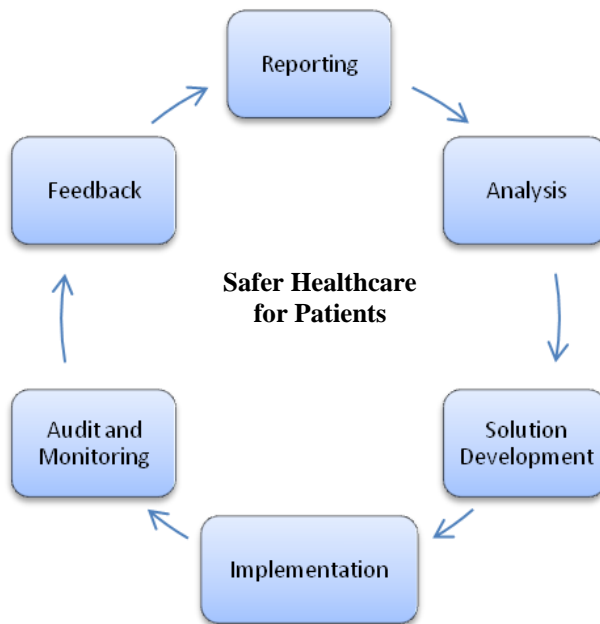 Reporting
Analysis
Solution
Development
Implementation
Audit and
Monitoring
Feedback
Safer Healthcare
for Patients